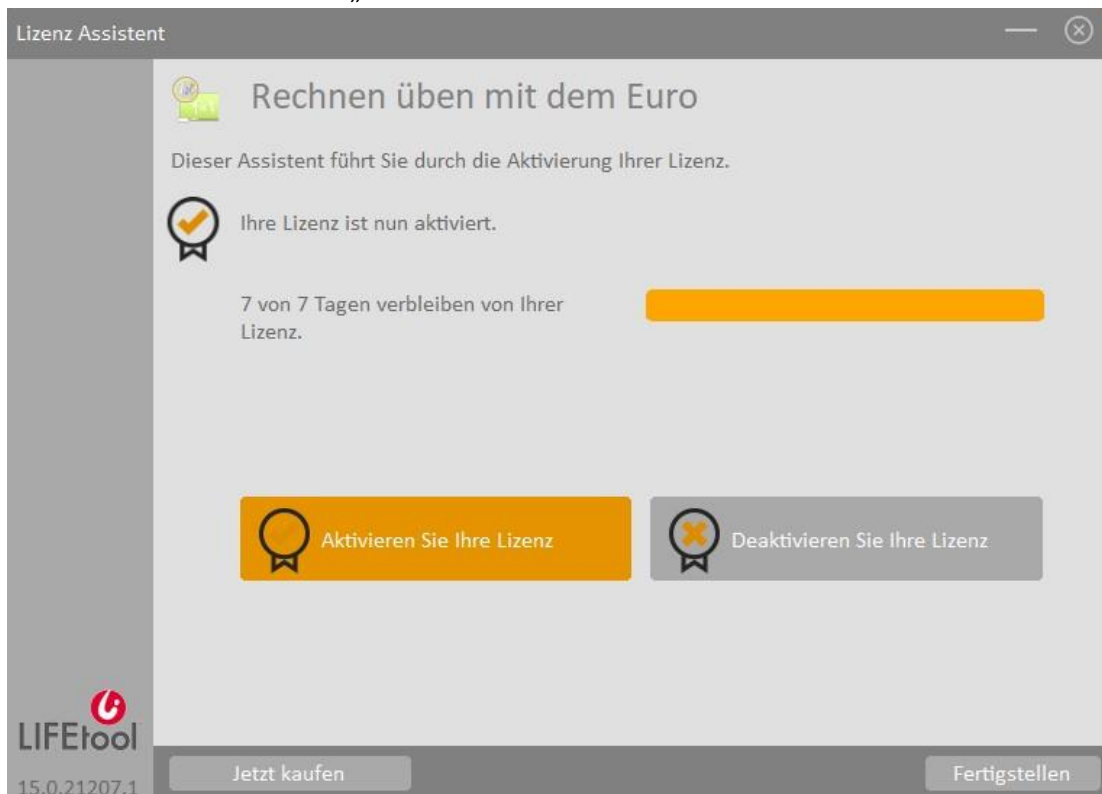 Lizenz Assistent
Rechnen üben mit dem Euro
Dieser Assistent führt Sie durch die Aktivierung Ihrer Lizenz.
Ihre Lizenz ist nun aktiviert.
7 von 7 Tagen verbleiben von Ihrer
Lizenz.
Aktivieren Sie Ihre Lizenz
Deaktivieren Sie Ihre Lizenz
LIFEtool
15.0.21207.1
Jetzt kaufen
Fertigstellen